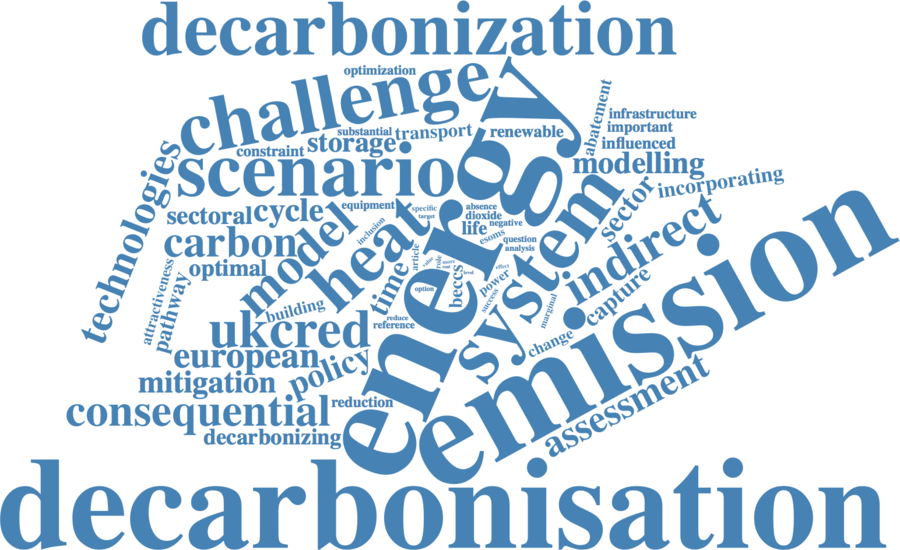 decarbonization
optimization
challenge
energy
abatement
infrastructure
important
influenced
substantial
transport
renewable
constraint
storage
modelling
technologies
scenario
incorporating
sectoral
cycle
equipment
specific
target
absence
dioxide
life
negative
sector
carbon
model
inclusion
heat
esoms
question
analysis
system
indirect
emission
optimal
attractiveness
pathway
time
article
value
role
more
cost
level
effect
option
beccs
power
success
marginal
capture
building
ukcred
reduce
reference
change
european
policy
mitigation
assessment
consequential
reduction
decarbonizing
decarbonisation